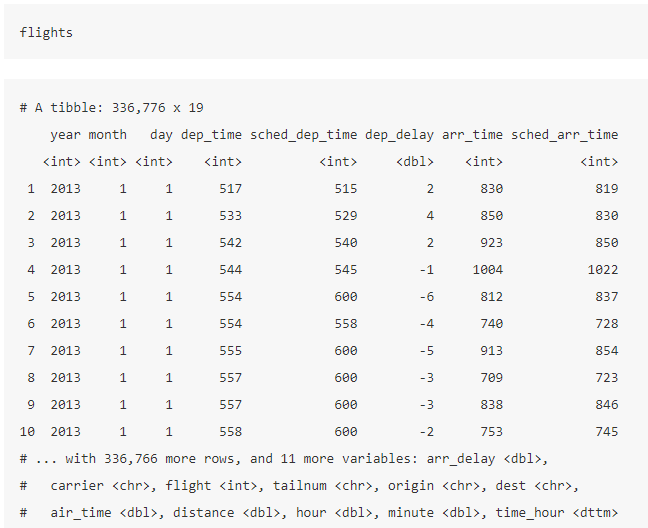 flights
# A tibble: 336,776 x 19
year month day dep_time sched_dep_time dep_delay arr_time sched_arr_time
<int> <int> <int> <int> <int> <dbl> <int> <int>
1 2013 1 1 517 515 2 830 819
2 2013 1 1 533 529 4 850 830
3 2013 1 1 542 540 2 923 850
4 2013 1 1 544 545 -1 1004 1022
5 2013 1 1 554 600 -6 812 837
6 2013 1 1 554 558 -4 740 728
7 2013 1 1 555 600 -5 913 854
8 2013 1 1 557 600 -3 709 723
9 2013 1 1 557 600 -3 838 846
10 2013 1 1 558 600 -2 753 745
# ... with 336,766 more rows, and 11 more variables: arr_delay <dbl>,
# carrier <chr>, flight <int>, tailnum <chr>, origin <chr>, dest <chr>,
# air_time <dbl>, distance <dbl>, hour <dbl>, minute <dbl>, time_hour <dttm>